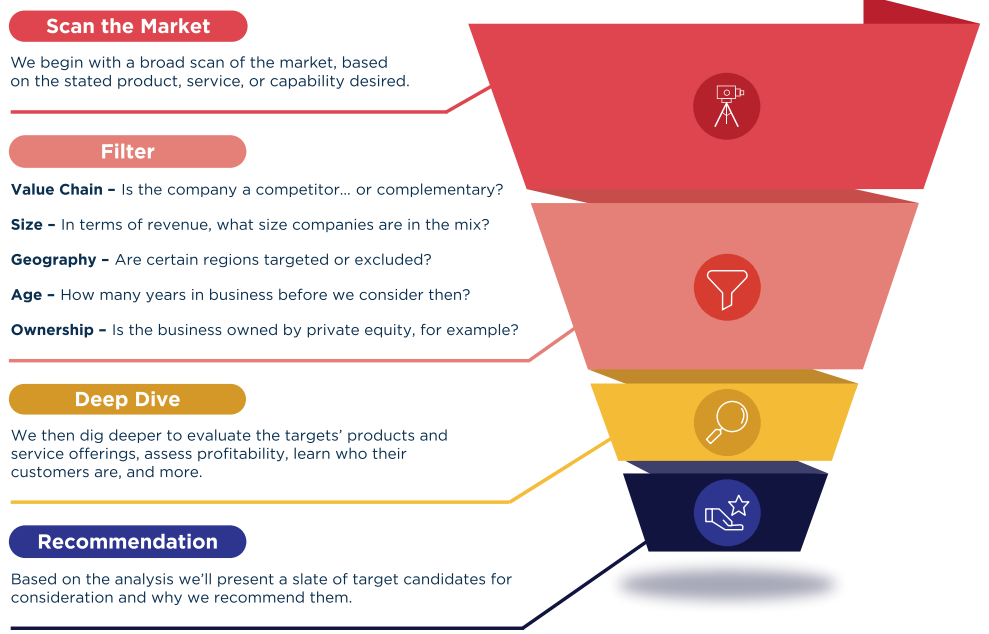 Scan the Market
We begin with a broad scan of the market, based
on the stated product, service, or capability desired.
Filter
Value Chain – Is the company a competitor... or complementary?
Size – In terms of revenue, what size companies are in the mix?
Geography – Are certain regions targeted or excluded?
Age – How many years in business before we consider then?
Ownership – Is the business owned by private equity, for example?
Deep Dive
We then dig deeper to evaluate the targets’ products and
service offerings, assess profitability, learn who their
customers are, and more.
Recommendation
Based on the analysis we’ll present a slate of target candidates for
consideration and why we recommend them.